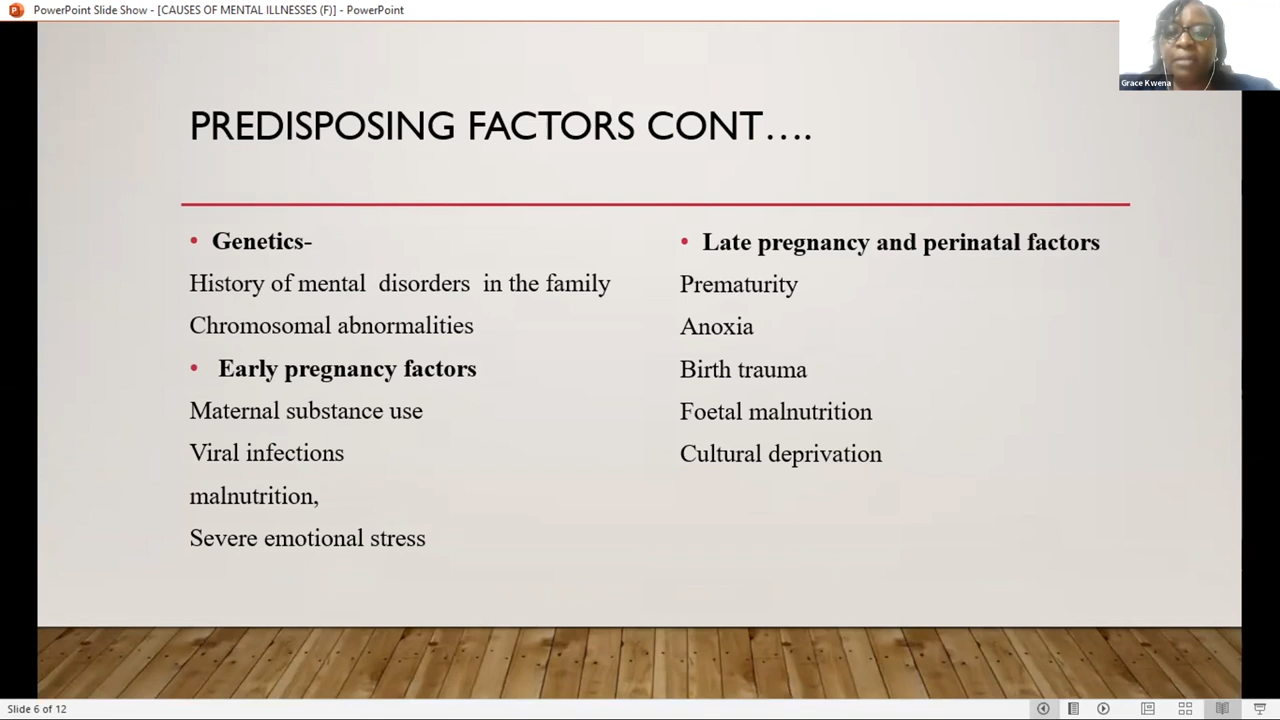 PowerPoint Slide Show - [CAUSES OF MENTAL ILLNESSES (F)] - PowerPoint
Grace Kwena
PREDISPOSING FACTORS CONT....
• Genetics-
History of mental disorders in the family
Chromosomal abnormalities
• Early pregnancy factors
Maternal substance use
Viral infections
malnutrition,
Severe emotional stress
• Late pregnancy and perinatal factors
Prematurity
Anoxia
Birth trauma
Foetal malnutrition
Cultural deprivation
Slide 6 of 12